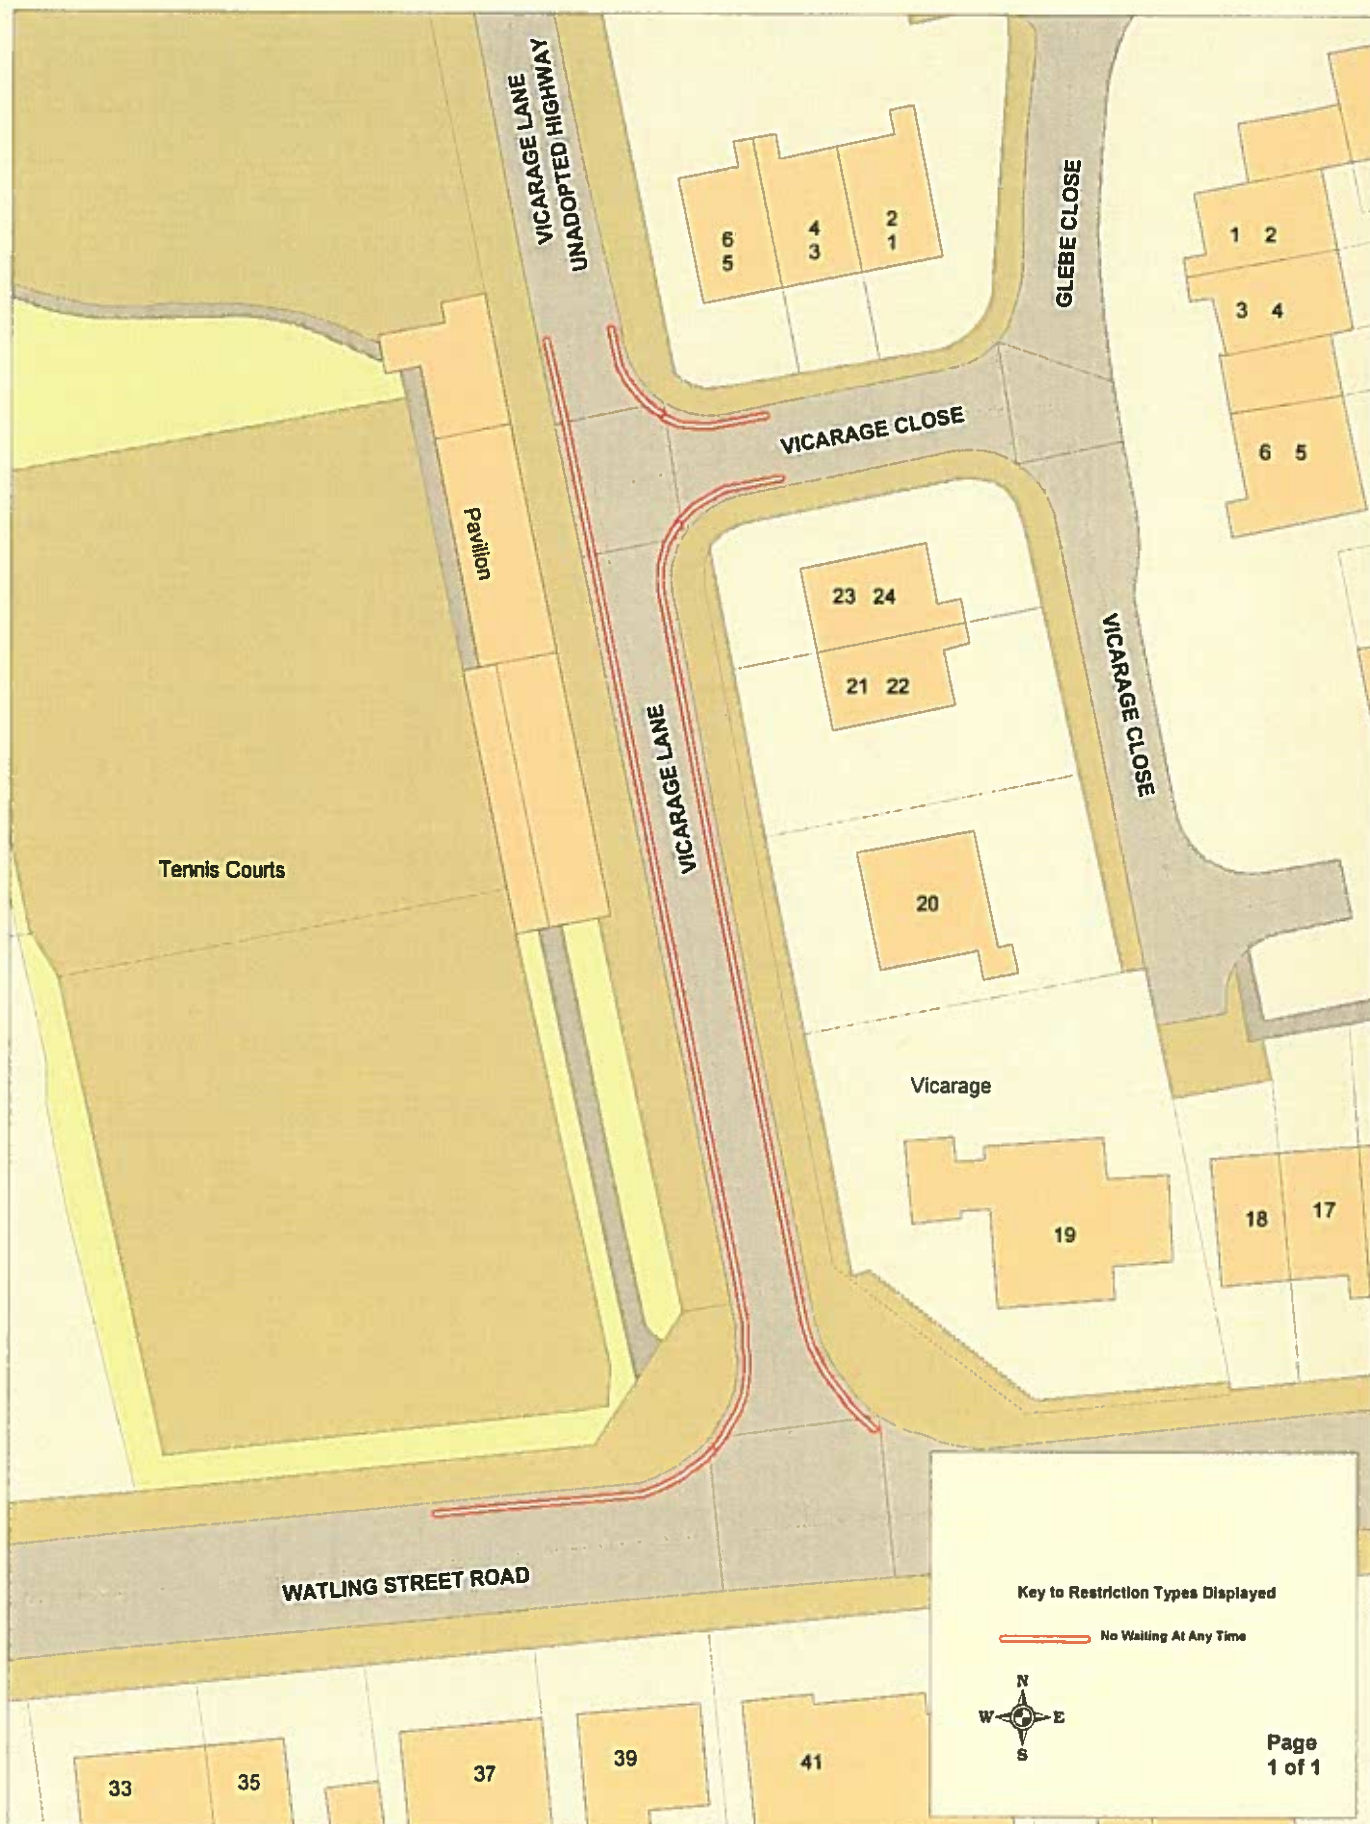 VICARAGE LANE
UNADOPTED HIGHWAY
GLEBE CLOSE
6
5
4
3
2
1
1 2
3 4
6 5
VICARAGE CLOSE
Pavilion
23 24
21 22
VICARAGE CLOSE
VICARAGE LANE
Tennis Courts
20
Vicarage
19
18
17
WATLING STREET ROAD
33
35
37
39
41
Key to Restriction Types Displayed
No Waiting At Any Time
N
W E
S
Page
1 of 1